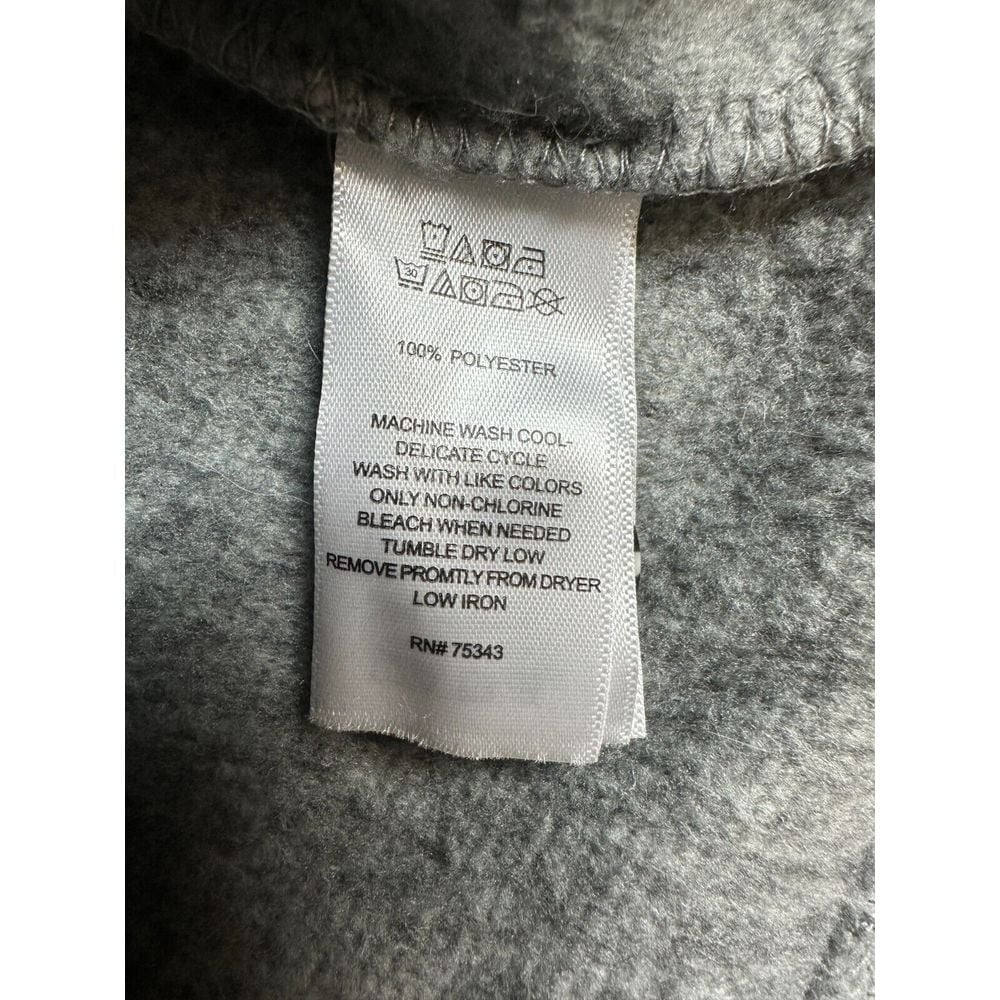 30
100% POLYESTER
MACHINE WASH COOL-
DELICATE CYCLE
WASH WITH LIKE COLORS
ONLY NON-CHLORINE
BLEACH WHEN NEEDED
TUMBLE DRY LOW
REMOVE PROMTLY FROM DRYER
LOW IRON
RN# 75343